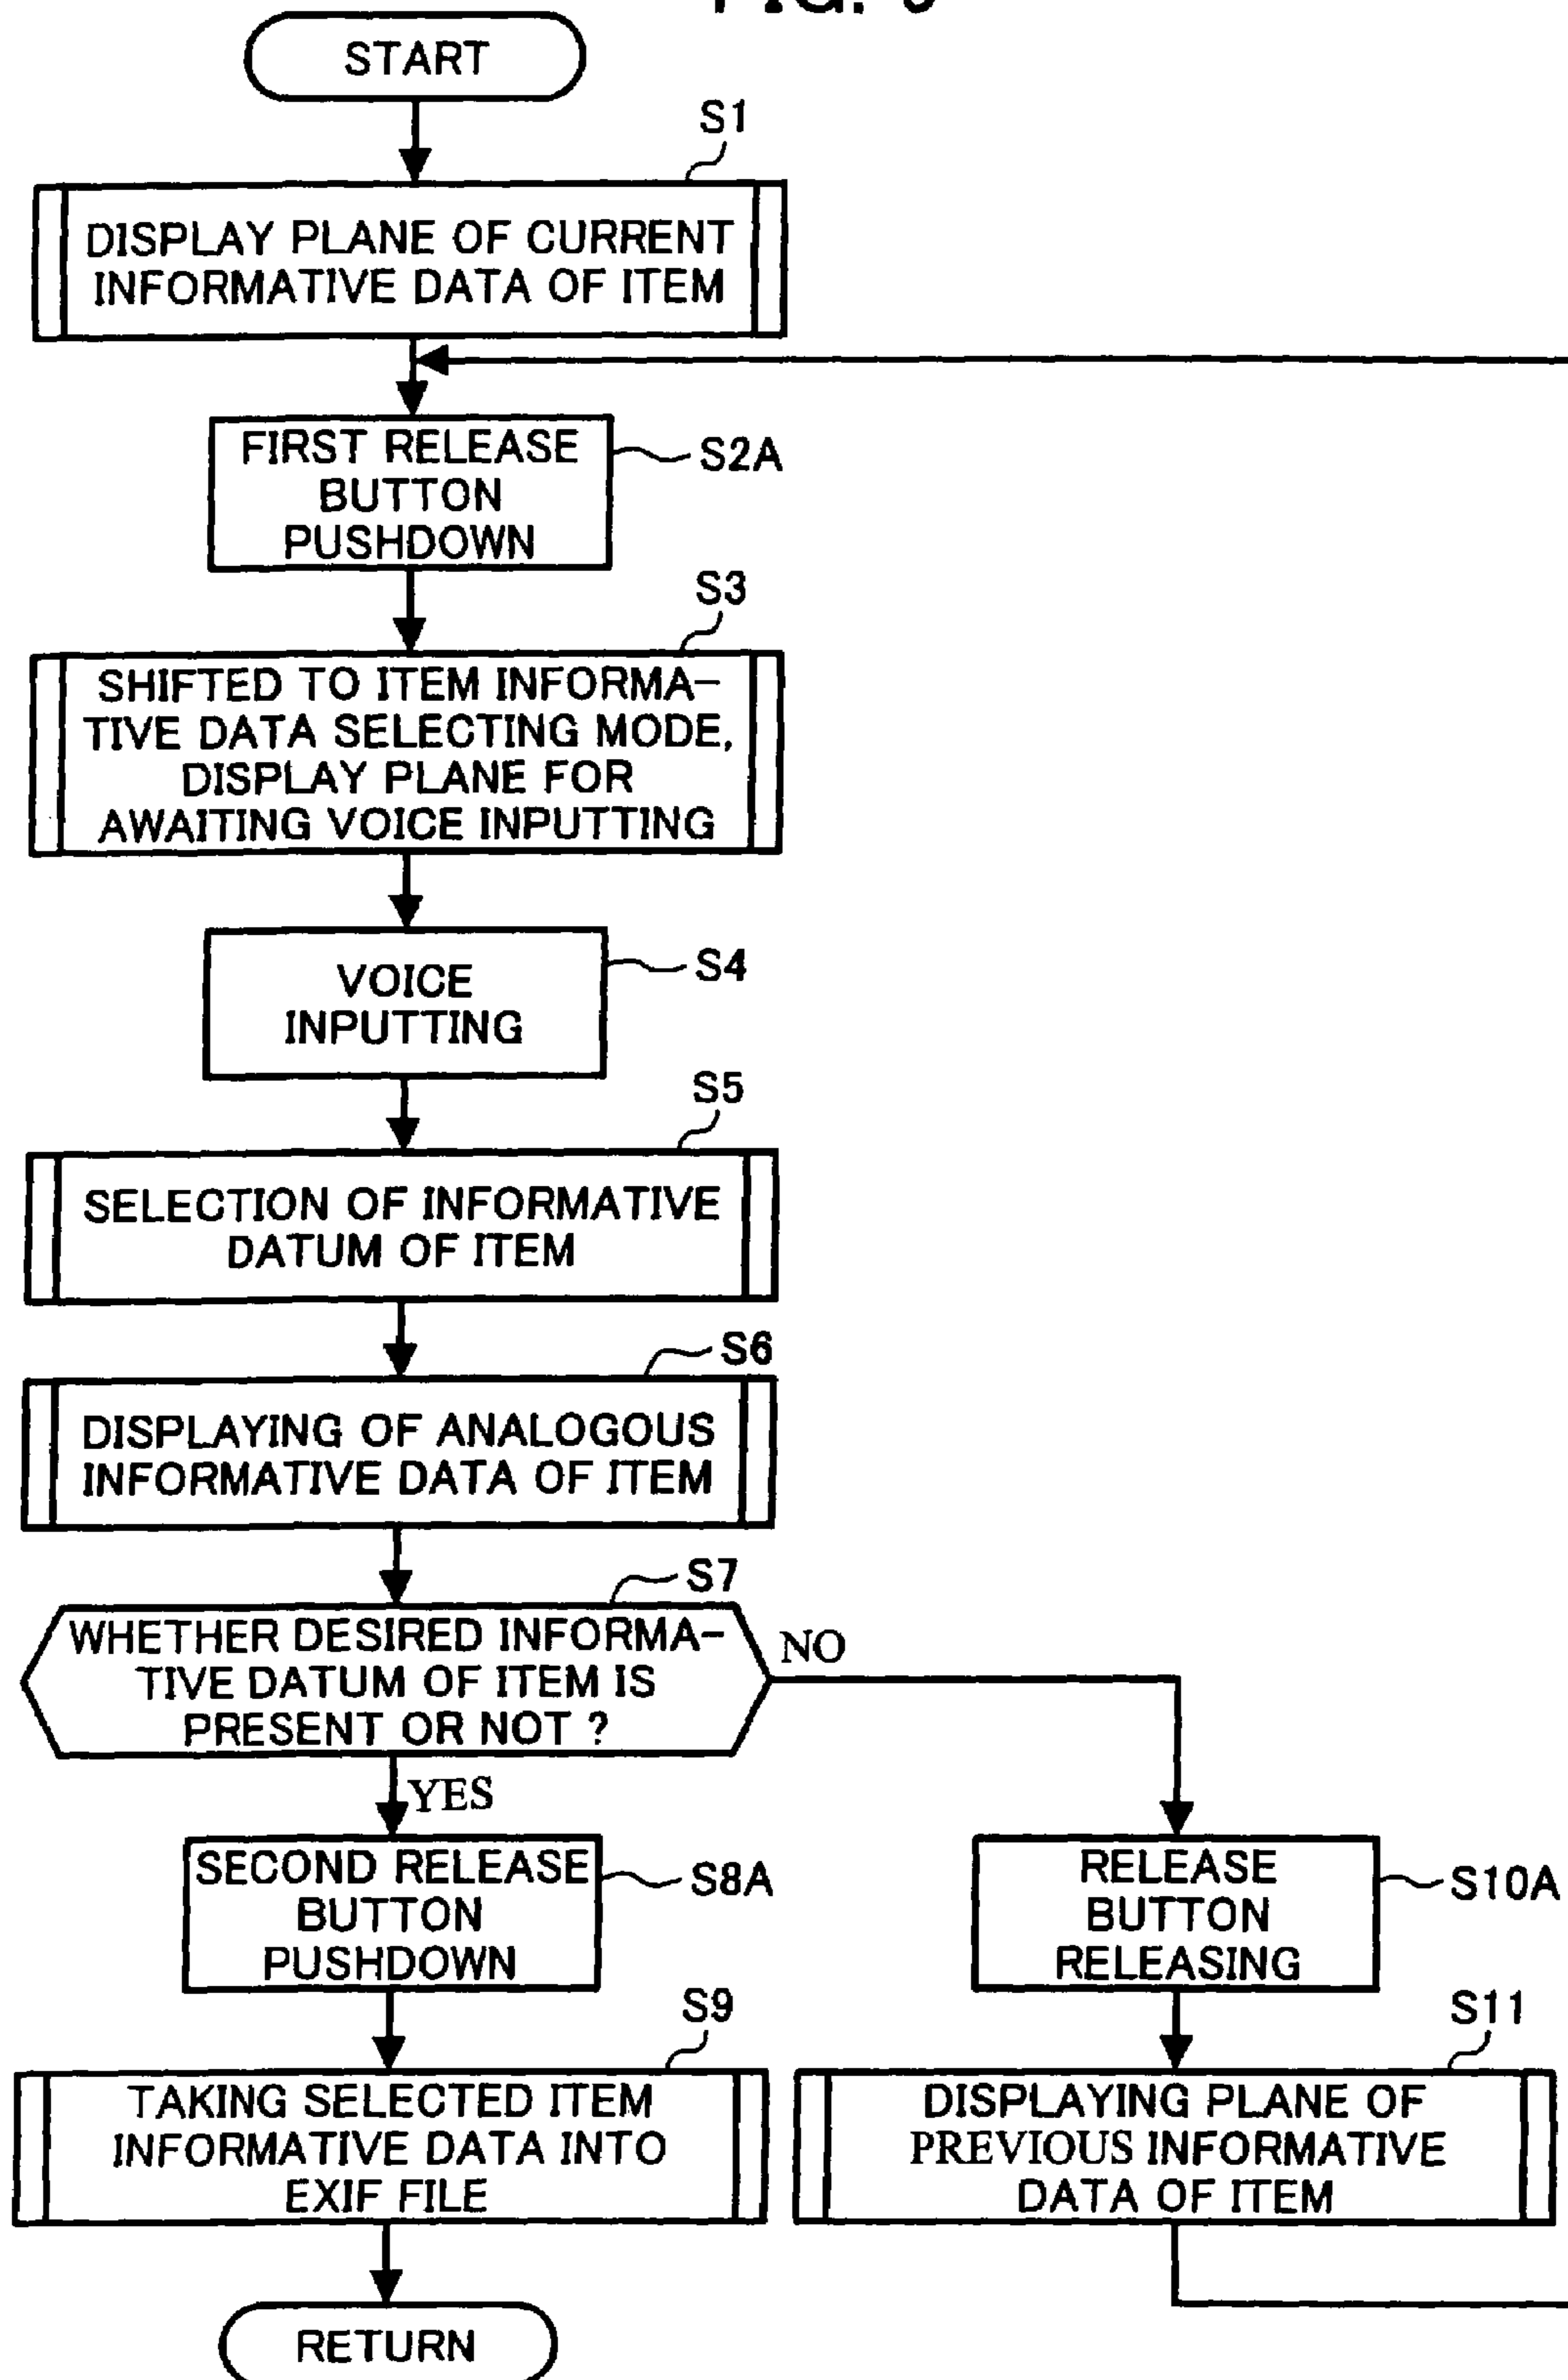 START
S1
DISPLAY PLANE OF CURRENT
INFORMATIVE DATA OF ITEM
FIRST RELEASE
BUTTON
PUSHDOWN
S2A
S3
SHIFTED TO ITEM INFORMA-
TIVE DATA SELECTING MODE,
DISPLAY PLANE FOR
AWAITING VOICE INPUTTING
VOICE
INPUTTING
S4
S5
SELECTION OF INFORMATIVE
DATUM OF ITEM
S6
DISPLAYING OF ANALOGOUS
INFORMATIVE DATA OF ITEM
S7
WHETHER DESIRED INFORMA-
TIVE DATUM OF ITEM IS
PRESENT OR NOT ?
NO
YES
SECOND RELEASE
BUTTON
PUSHDOWN
S8A
RELEASE
BUTTON
RELEASING
S10A
S9
TAKING SELECTED ITEM
INFORMATIVE DATA INTO
EXIF FILE
S11
DISPLAYING PLANE OF
PREVIOUS INFORMATIVE
DATA OF ITEM
RETURN